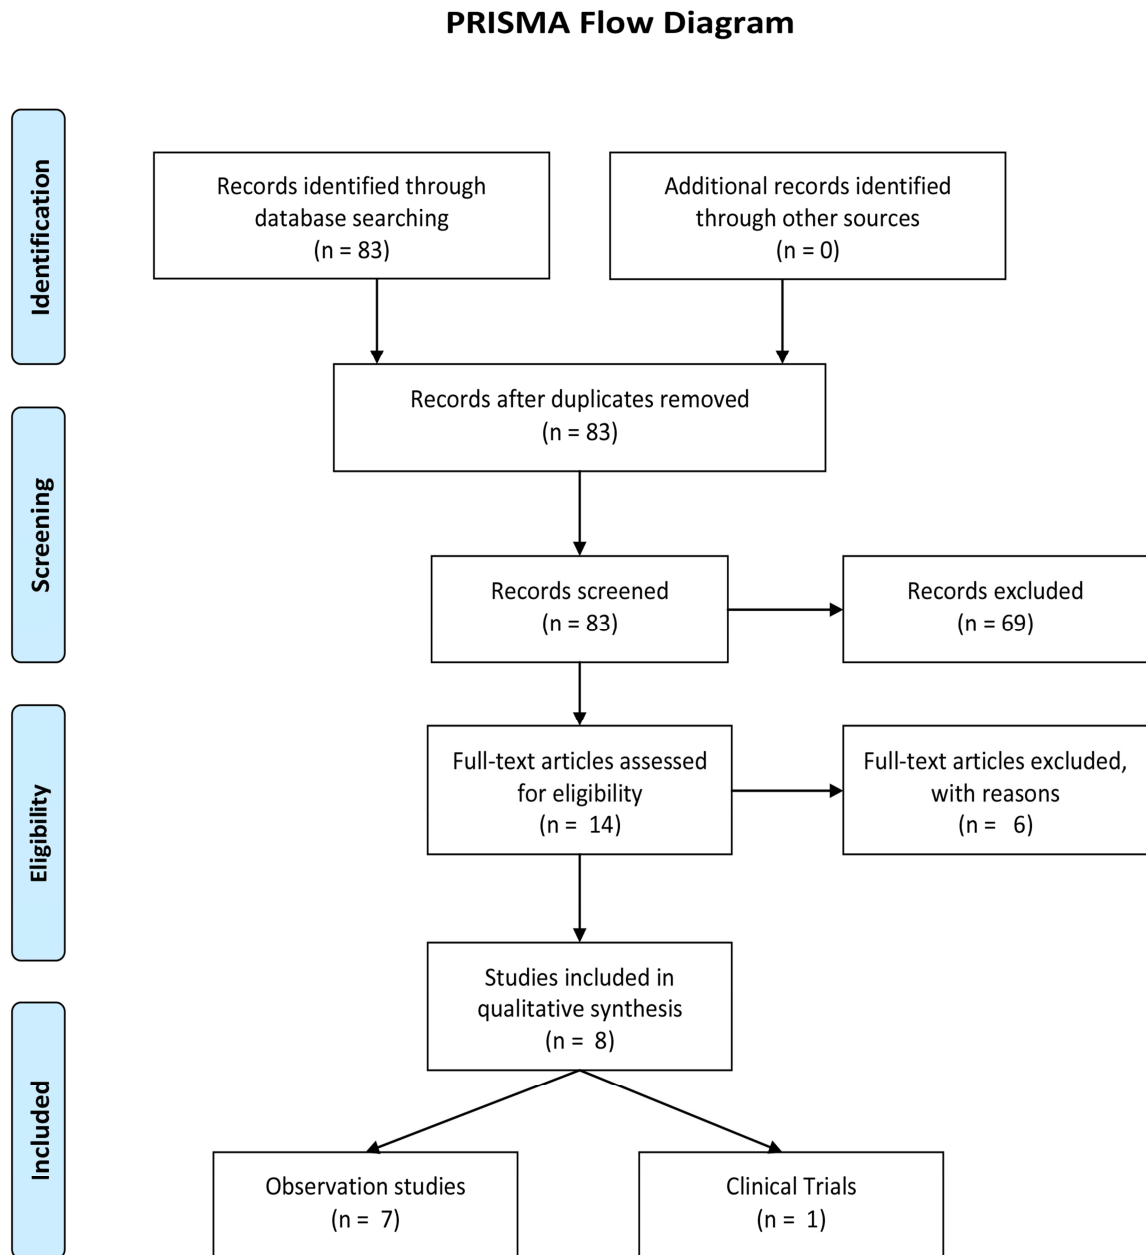 PRISMA Flow Diagram
Identification
Records identified through
database searching
(n = 83)
Additional records identified
through other sources
(n = 0)
Records after duplicates removed
(n = 83)
Screening
Records screened
(n = 83)
Records excluded
(n = 69)
Eligibility
Full-text articles assessed
for eligibility
(n = 14)
Full-text articles excluded,
with reasons
(n = 6)
Studies included in
qualitative synthesis
(n = 8)
Included
Observation studies
(n = 7)
Clinical Trials
(n = 1)